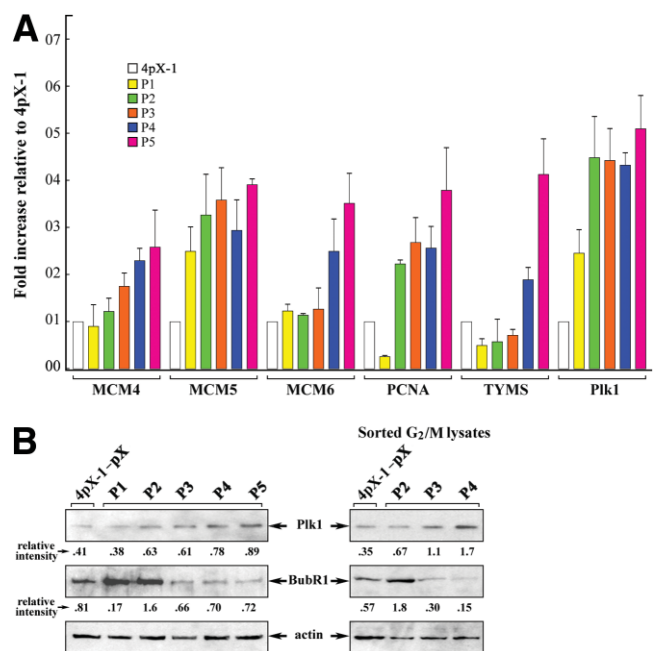 A
Fold increase relative to 4pX-1
07
06
05
04
03
02
01
00
4pX-1
P1
P2
P3
P4
P5
MCM4 MCM5 MCM6 PCNA TYMS Plk1
B
Sorted G2/M lysates
4pX-1–pX P1 P2 P3 P4 P5
4pX-1–pX P2 P3 P4
Plk1
relative intensity .41 .38 .63 .61 .78 .89 .35 .67 1.1 1.7
BubR1
relative intensity .81 .17 1.6 .66 .70 .72 .57 1.8 .30 .15
actin